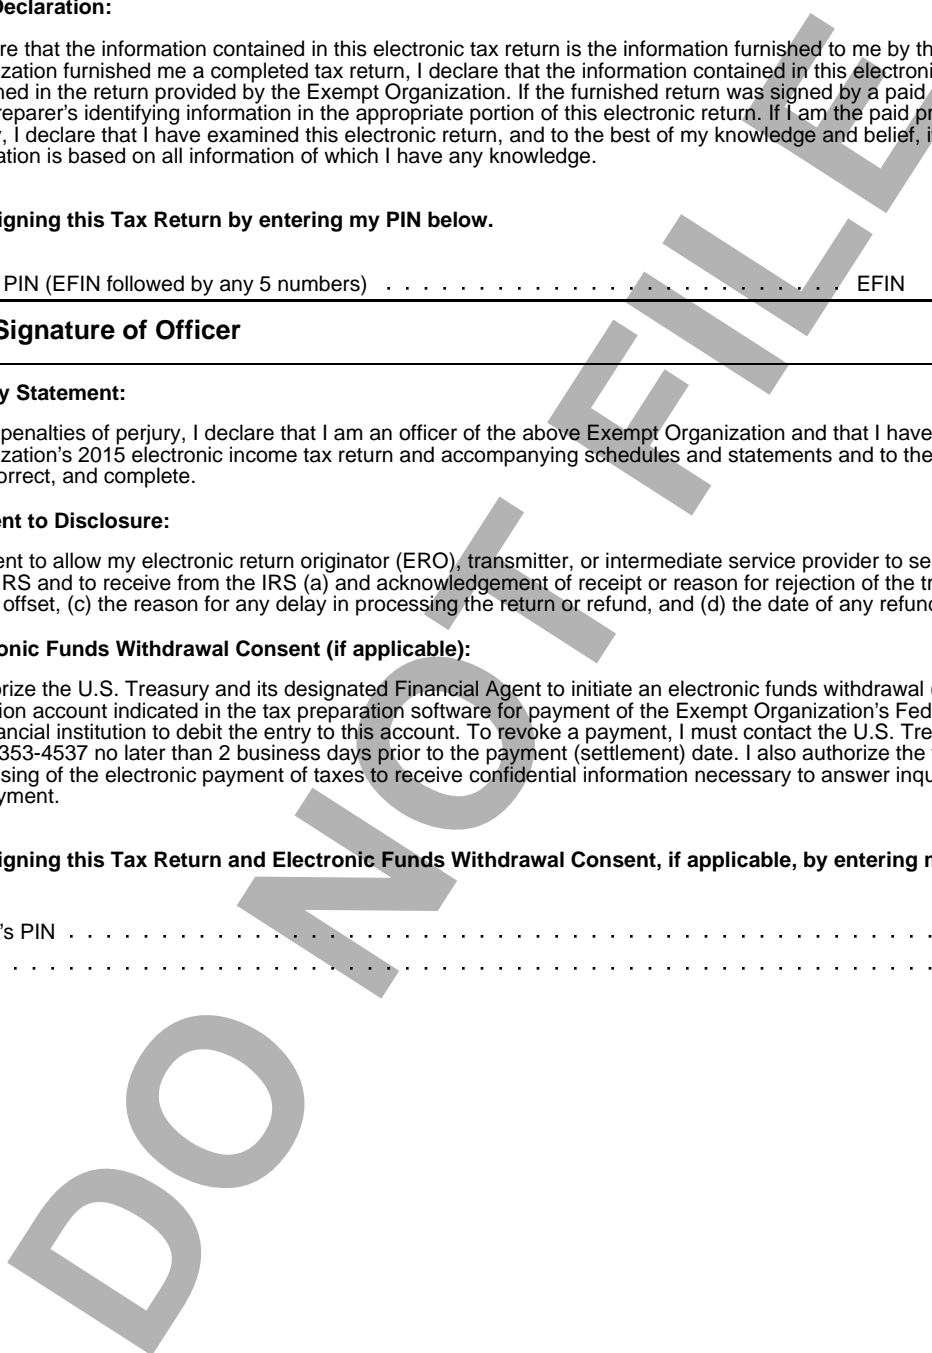 Declaration:
re that the information contained in this electronic tax return is the information furnished to me by th
zation furnished me a completed tax return, I declare that the information contained in this electroni
ned in the return provided by the Exempt Organization. If the furnished return was signed by a paid
reparer's identifying information in the appropriate portion of this electronic return. If I am the paid pr
y, I declare that I have examined this electronic return, and to the best of my knowledge and belief, i
ation is based on all information of which I have any knowledge.
igning this Tax Return by entering my PIN below.
PIN (EFIN followed by any 5 numbers) . . . . . . . . . . . . . . . . . . . . . . . . . EFIN
Signature of Officer
y Statement:
penalties of perjury, I declare that I am an officer of the above Exempt Organization and that I have
zation's 2015 electronic income tax return and accompanying schedules and statements and to the
orrect, and complete.
ent to Disclosure:
ent to allow my electronic return originator (ERO), transmitter, or intermediate service provider to se
IRS and to receive from the IRS (a) and acknowledgement of receipt or reason for rejection of the tr
offset, (c) the reason for any delay in processing the return or refund, and (d) the date of any refund
onic Funds Withdrawal Consent (if applicable):
orize the U.S. Treasury and its designated Financial Agent to initiate an electronic funds withdrawal (
ion account indicated in the tax preparation software for payment of the Exempt Organization's Fed
ancial institution to debit the entry to this account. To revoke a payment, I must contact the U.S. Tre
353-4537 no later than 2 business days prior to the payment (settlement) date. I also authorize the f
sing of the electronic payment of taxes to receive confidential information necessary to answer inqu
yment.
igning this Tax Return and Electronic Funds Withdrawal Consent, if applicable, by entering m
's PIN . . . . . . . . . . . . . . . . . . . . . . . . . . . . . . . . . . . . . .
. . . . . . . . . . . . . . . . . . . . . . . . . . . . . . . . . . . . . . . .
DO NOT FILE